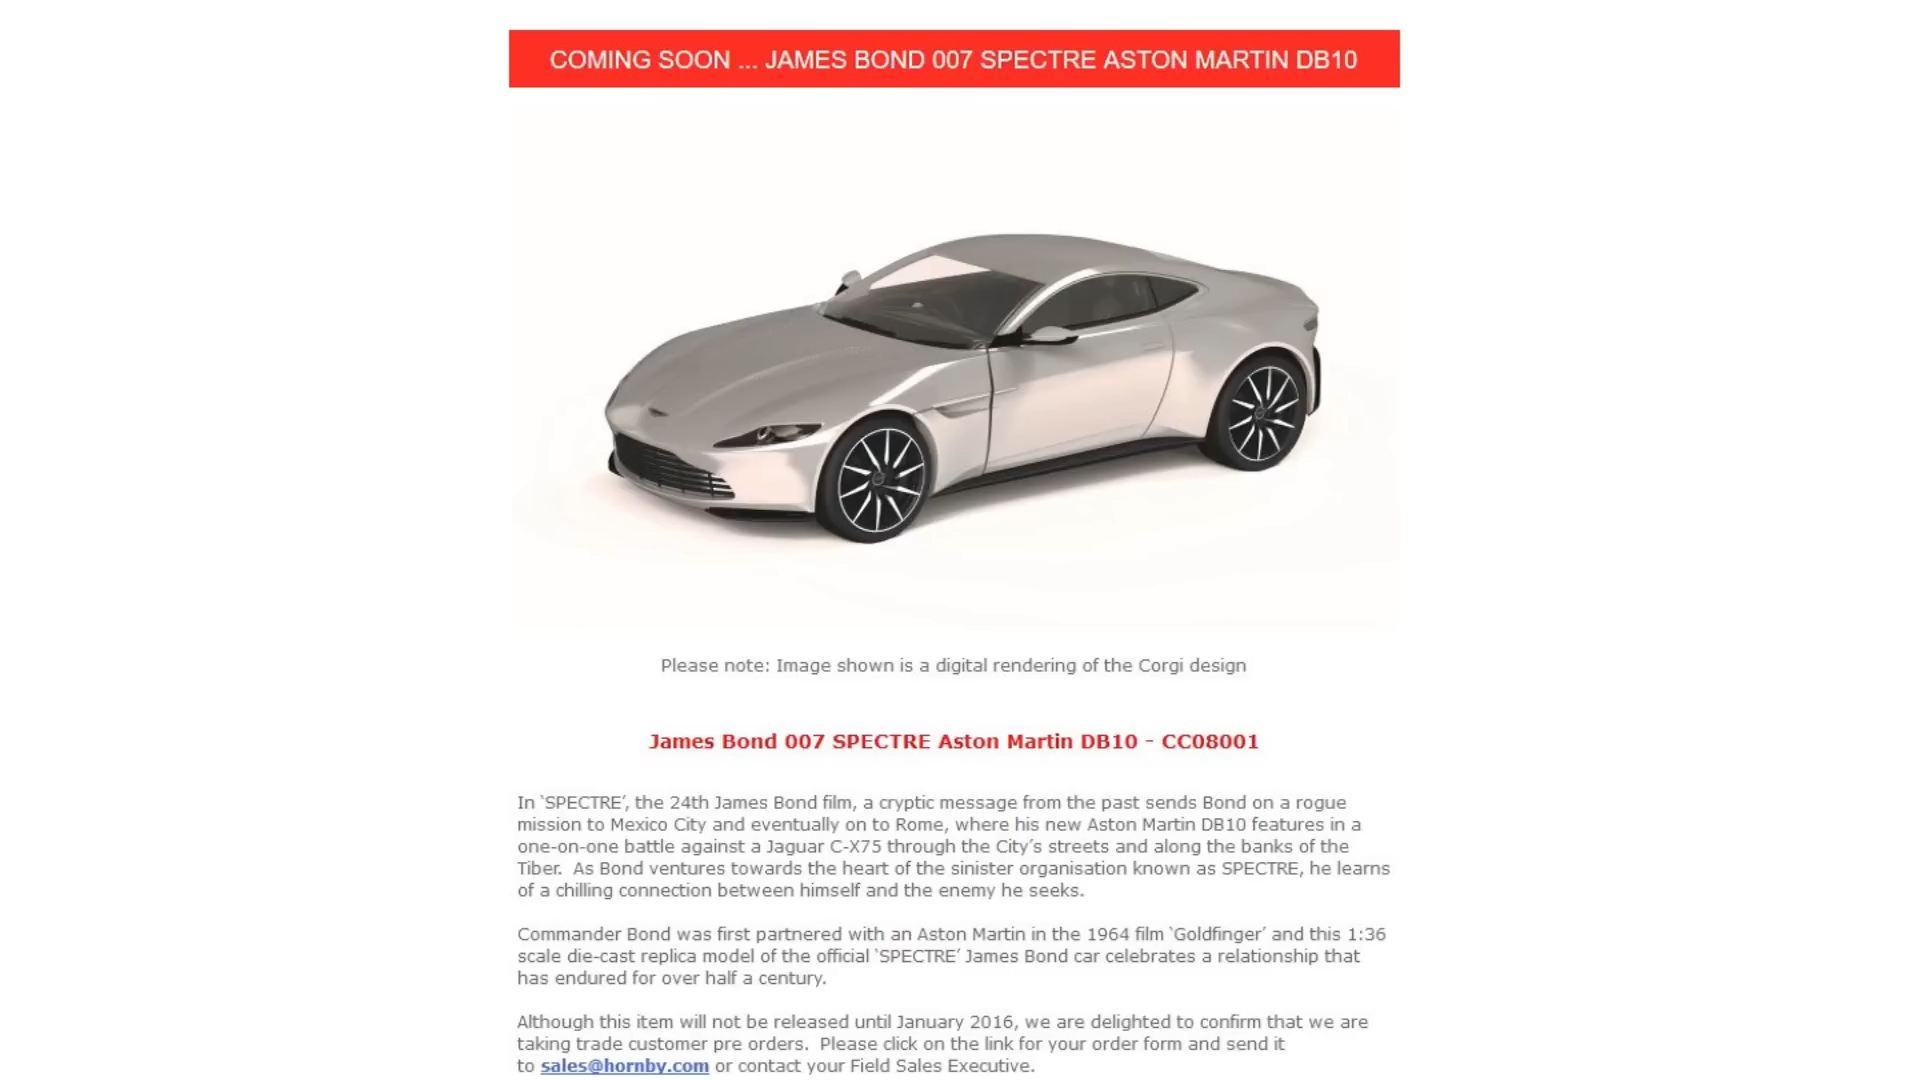 COMING SOON ... JAMES BOND 007 SPECTRE ASTON MARTIN DB10
Please note: Image shown is a digital rendering of the Corgi design
James Bond 007 SPECTRE Aston Martin DB10 - CC08001
In ‘SPECTRE’, the 24th James Bond film, a cryptic message from the past sends Bond on a rogue
mission to Mexico City and eventually on to Rome, where his new Aston Martin DB10 features in a
one-on-one battle against a Jaguar C-X75 through the City’s streets and along the banks of the
Tiber.  As Bond ventures towards the heart of the sinister organisation known as SPECTRE, he learns
of a chilling connection between himself and the enemy he seeks.
Commander Bond was first partnered with an Aston Martin in the 1964 film ‘Goldfinger’ and this 1:36
scale die-cast replica model of the official ‘SPECTRE’ James Bond car celebrates a relationship that
has endured for over half a century.
Although this item will not be released until January 2016, we are delighted to confirm that we are
taking trade customer pre orders.  Please click on the link for your order form and send it
to sales@hornby.com or contact your Field Sales Executive.